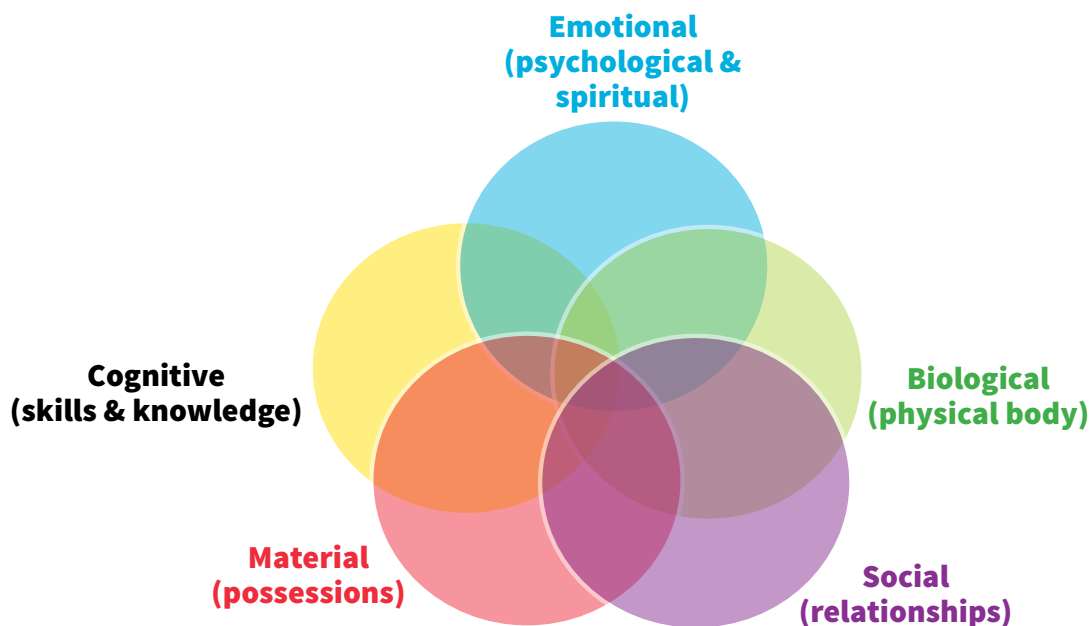 Emotional
(psychological &
spiritual)
Cognitive
(skills & knowledge)
Biological
(physical body)
Material
(possessions)
Social
(relationships)